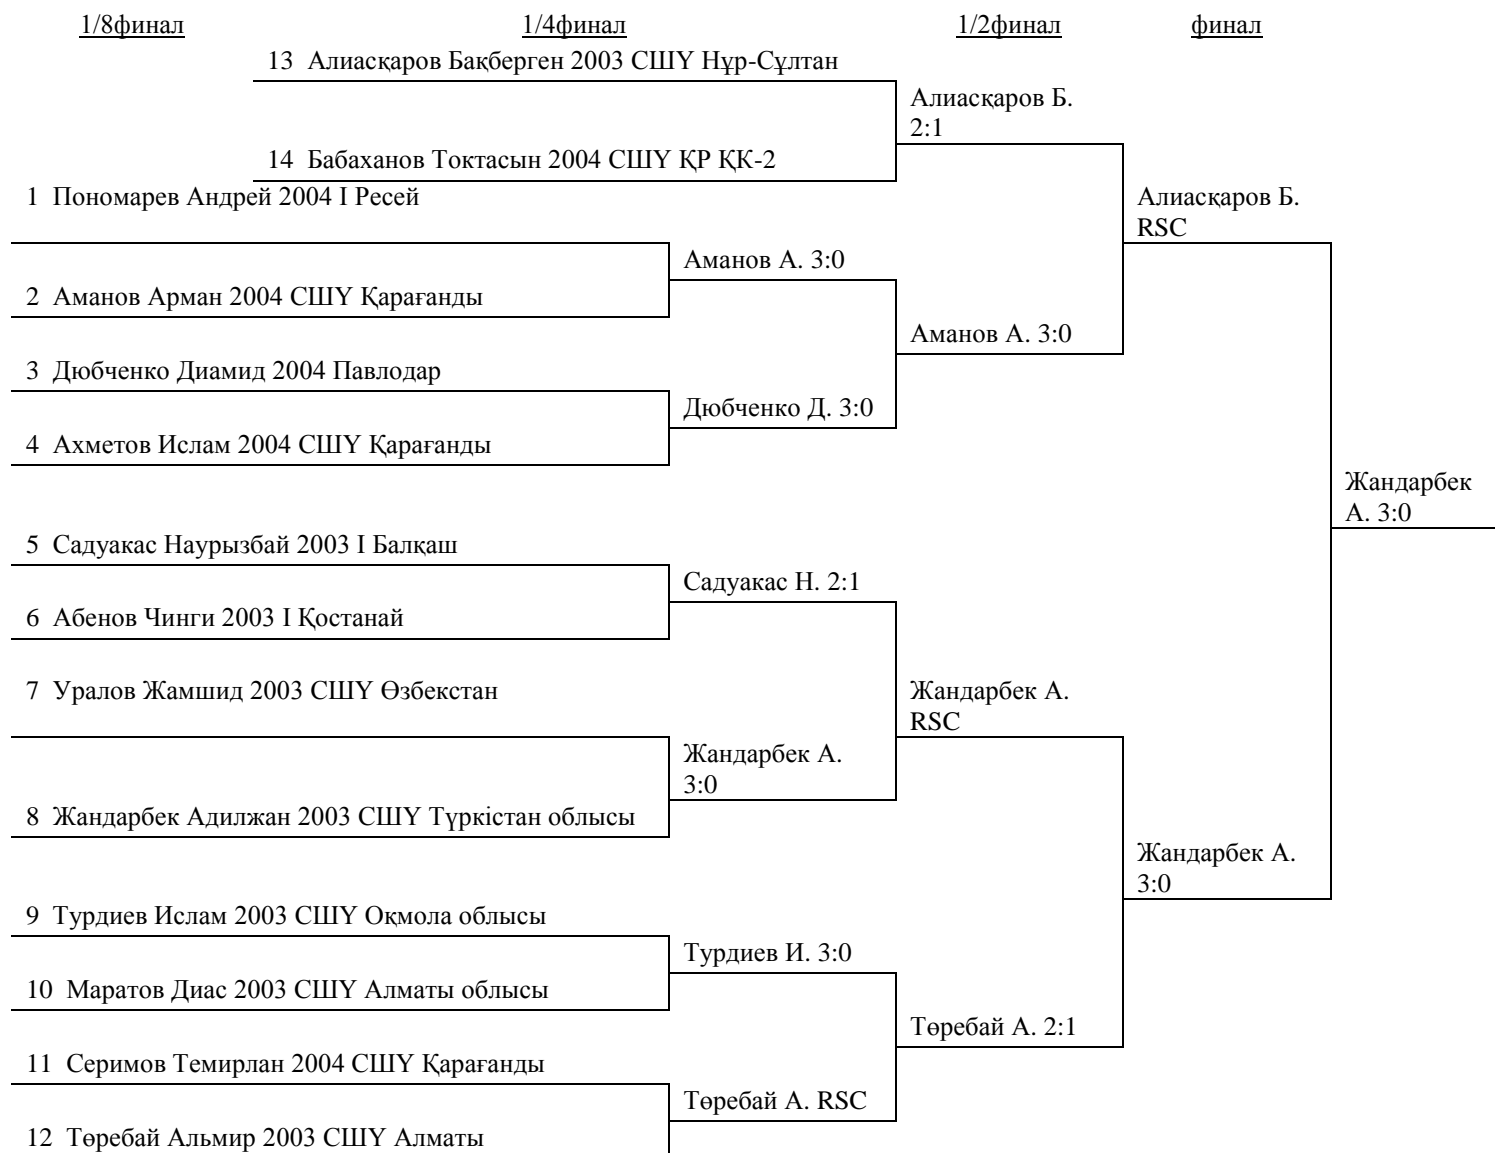 1/8финал 1/4финал 1/2финал финал
13 Алиасқаров Бақберген 2003 СШҮ Нұр-Сұлтан
Алиасқаров Б.
2:1
14 Бабаханов Токтасын 2004 СШҮ ҚР ҚК-2
1 Пономарев Андрей 2004 I Ресей
Алиасқаров Б.
RSC
Аманов А. 3:0
2 Аманов Арман 2004 СШҮ Қарағанды
Аманов А. 3:0
3 Дюбченко Диамид 2004 Павлодар
Дюбченко Д. 3:0
4 Ахметов Ислам 2004 СШҮ Қарағанды
Жандарбек
А. 3:0
5 Садуакас Наурызбай 2003 I Балқаш
Садуакас Н. 2:1
6 Абенов Чинги 2003 I Қостанай
7 Уралов Жамшид 2003 СШҮ Өзбекстан
Жандарбек А.
RSC
Жандарбек А.
3:0
8 Жандарбек Адилжан 2003 СШҮ Түркістан облысы
Жандарбек А.
3:0
9 Турдиев Ислам 2003 СШҮ Оқмола облысы
Турдиев И. 3:0
10 Маратов Диас 2003 СШҮ Алматы облысы
Төребай А. 2:1
11 Серимов Темирлан 2004 СШҮ Қарағанды
Төребай А. RSC
12 Төребай Альмир 2003 СШҮ Алматы